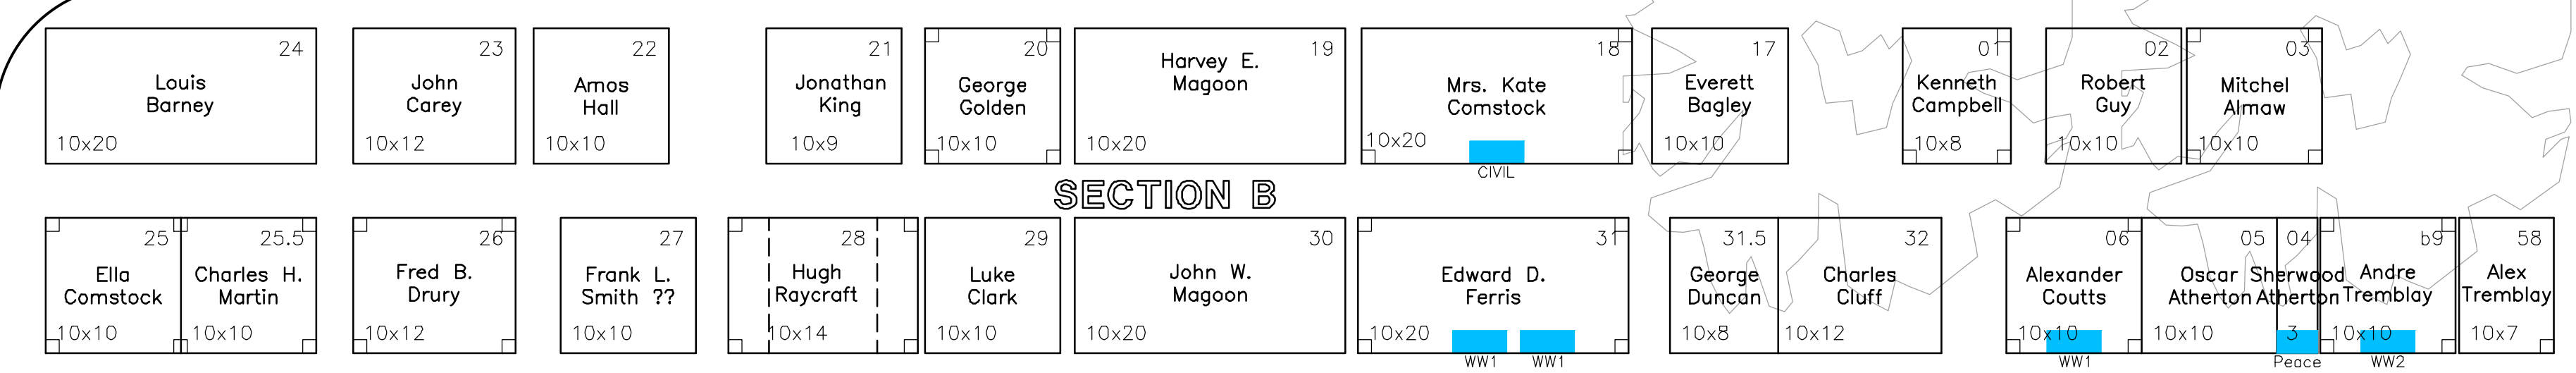 24
Louis
Barney
10x20
23
John
Carey
10x12
22
Amos
Hall
10x10
21
Jonathan
King
10x9
20
George
Golden
10x10
19
Harvey E.
Magoon
10x20
18
Mrs. Kate
Comstock
10x20
CIVIL
17
Everett
Bagley
10x10
01
Kenneth
Campbell
10x8
02
Robert
Guy
10x10
03
Mitchel
Almaw
10x10
SECTION B
25
Ella
Comstock
10x10
25.5
Charles H.
Martin
10x10
26
Fred B.
Drury
10x12
27
Frank L.
Smith ??
10x10
28
Hugh
Raycraft
10x14
29
Luke
Clark
10x10
30
John W.
Magoon
10x20
31
Edward D.
Ferris
10x20
WW1
WW1
31.5
George
Duncan
10x8
32
Charles
Cluff
10x12
06
Alexander
Coutts
10x10
WW1
05
Oscar
Atherton
10x10
04
Sherwood
Atherton
3
Peace
b9
Andre
Tremblay
10x10
WW2
58
Alex
Tremblay
10x7